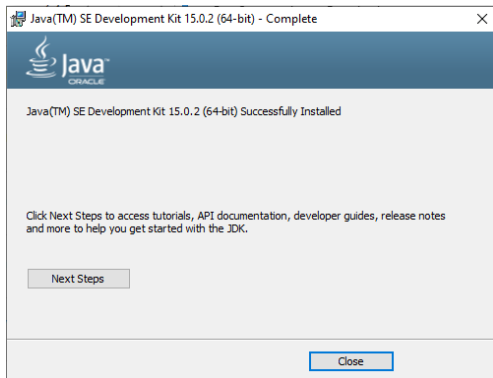 Java(TM) SE Development Kit 15.0.2 (64-bit) - Complete
Java™
ORACLE
Java(TM) SE Development Kit 15.0.2 (64-bit) Successfully Installed
Click Next Steps to access tutorials, API documentation, developer guides, release notes
and more to help you get started with the JDK.
Next Steps
Close